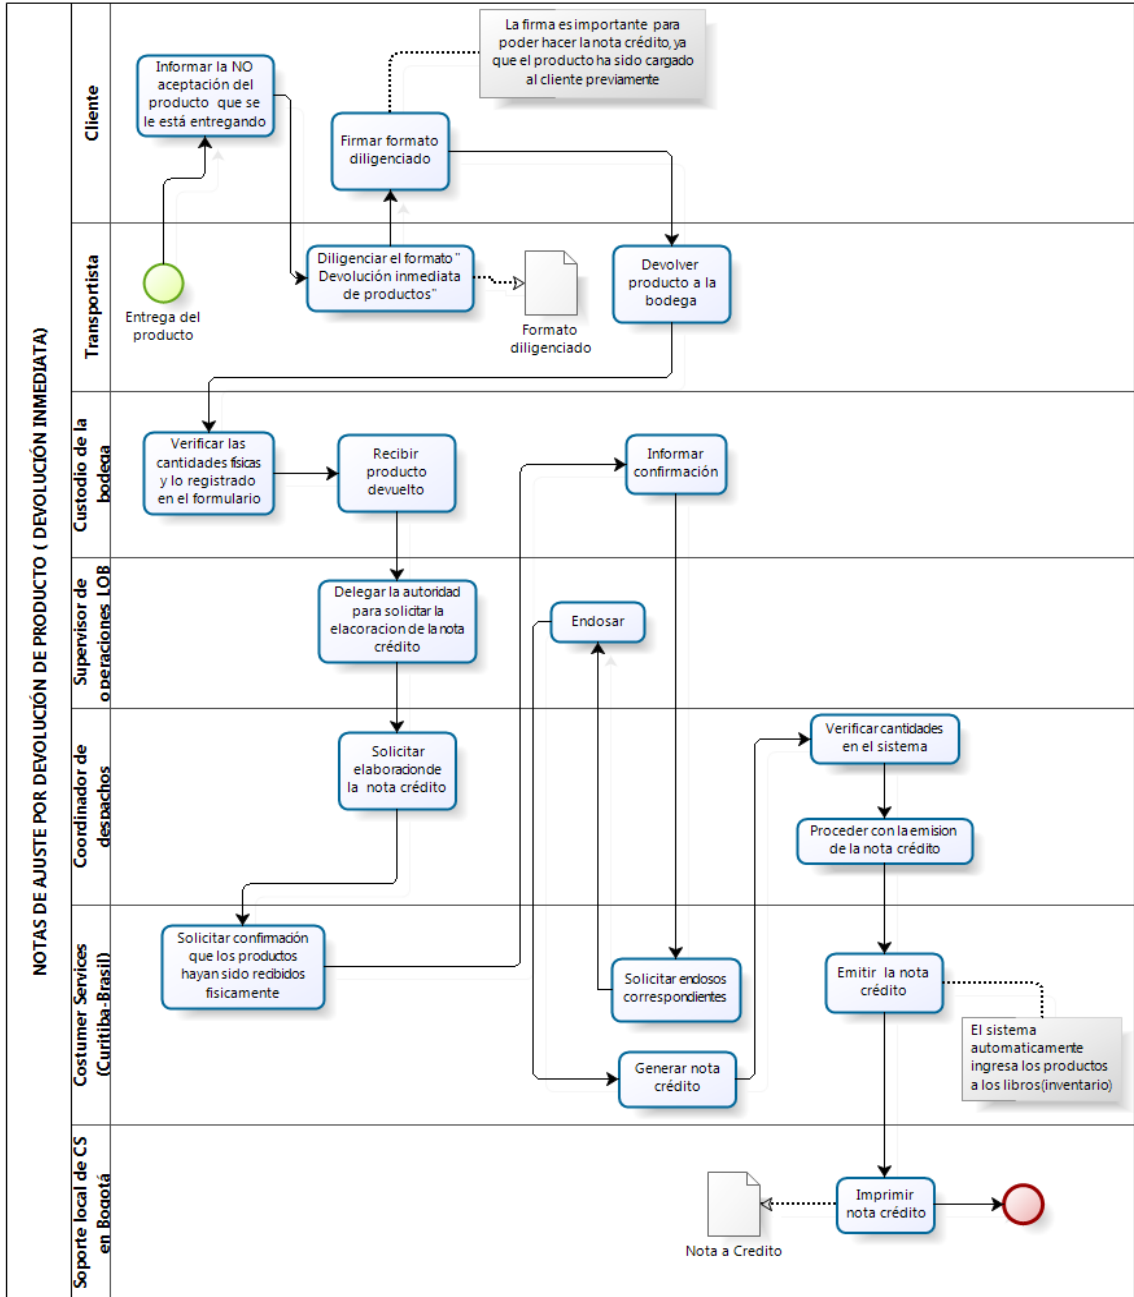 NOTAS DE AJUSTE POR DEVOLUCIÓN DE PRODUCTO ( DEVOLUCIÓN INMEDIATA)
Cliente
Informar la NO
aceptación del
producto que se
le está entregando
Firmar formato
diligenciado
La firma es importante para
poder hacer la nota crédito, ya
que el producto ha sido cargado
al cliente previamente
Transportista
Entrega del
producto
Diligenciar el formato "
Devolución inmediata
de productos"
Formato
diligenciado
Devolver
producto a la
bodega
Custodio de la
bodega
Verificar las
cantidades físicas
y lo registrado
en el formulario
Recibir
producto
devuelto
Informar
confirmación
Supervisor de
operaciones LOB
Delegar la autoridad
para solicitar la
elacoracion de la nota
crédito
Endosar
Coordinador de
despachos
Solicitar
elaboracion de
la nota crédito
Verificar cantidades
en el sistema
Proceder con la emision
de la nota crédito
Costumer Services
(Curitiba-Brasil)
Solicitar confirmación
que los productos
hayan sido recibidos
fisicamente
Solicitar endosos
correspondientes
Generar nota
crédito
Emitir la nota
crédito
El sistema
automaticamente
ingresa los productos
a los libros(inventario)
Soporte local de CS
en Bogotá
Nota a Credito
Imprimir
nota crédito